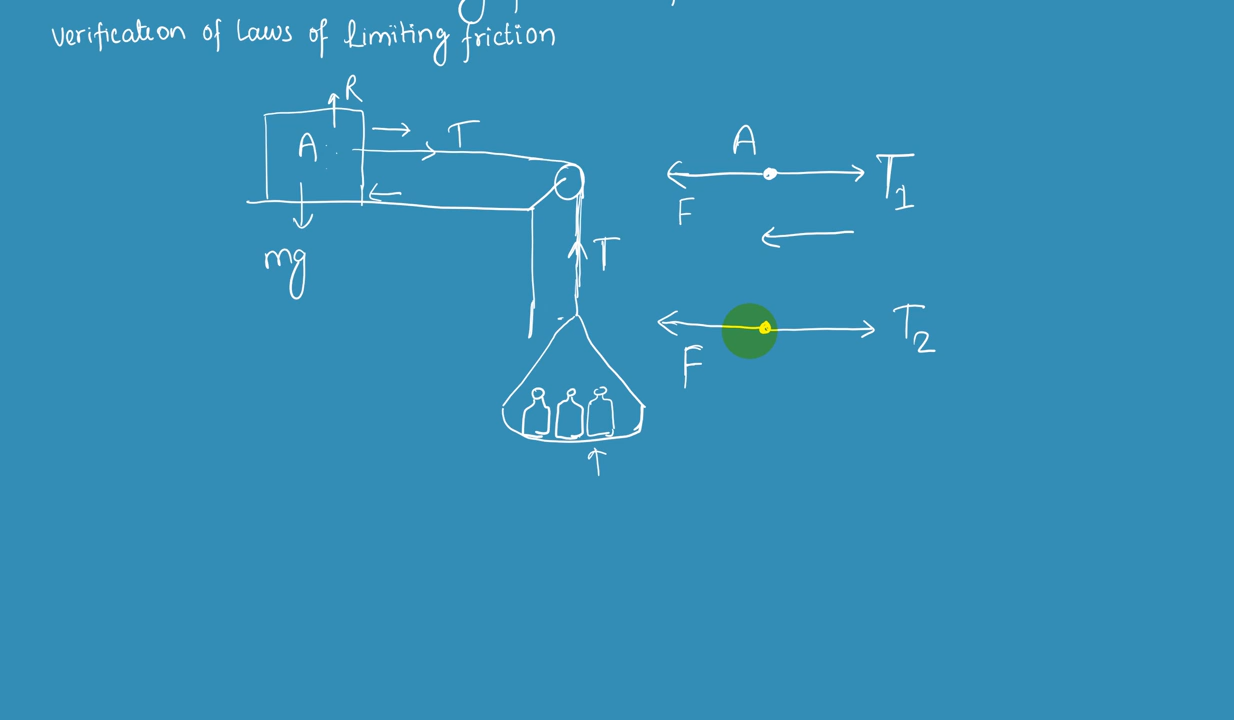 verification of Laws of Limiting friction
R
A
T
mg
T
A
F
T1
F
T2